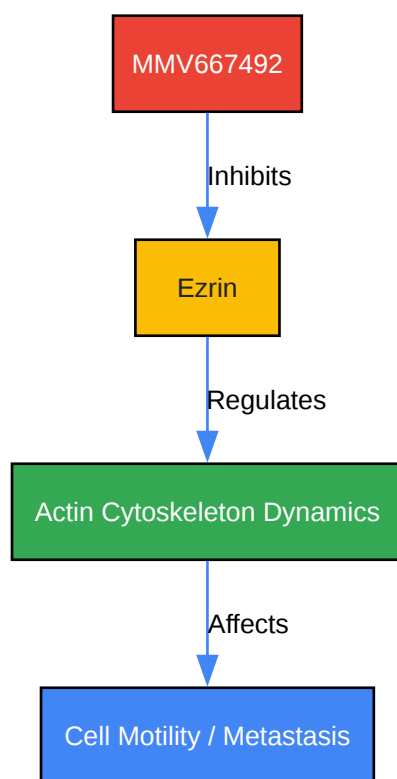 MMV667492
Inhibits
Ezrin
Regulates
Actin Cytoskeleton Dynamics
Affects
Cell Motility / Metastasis